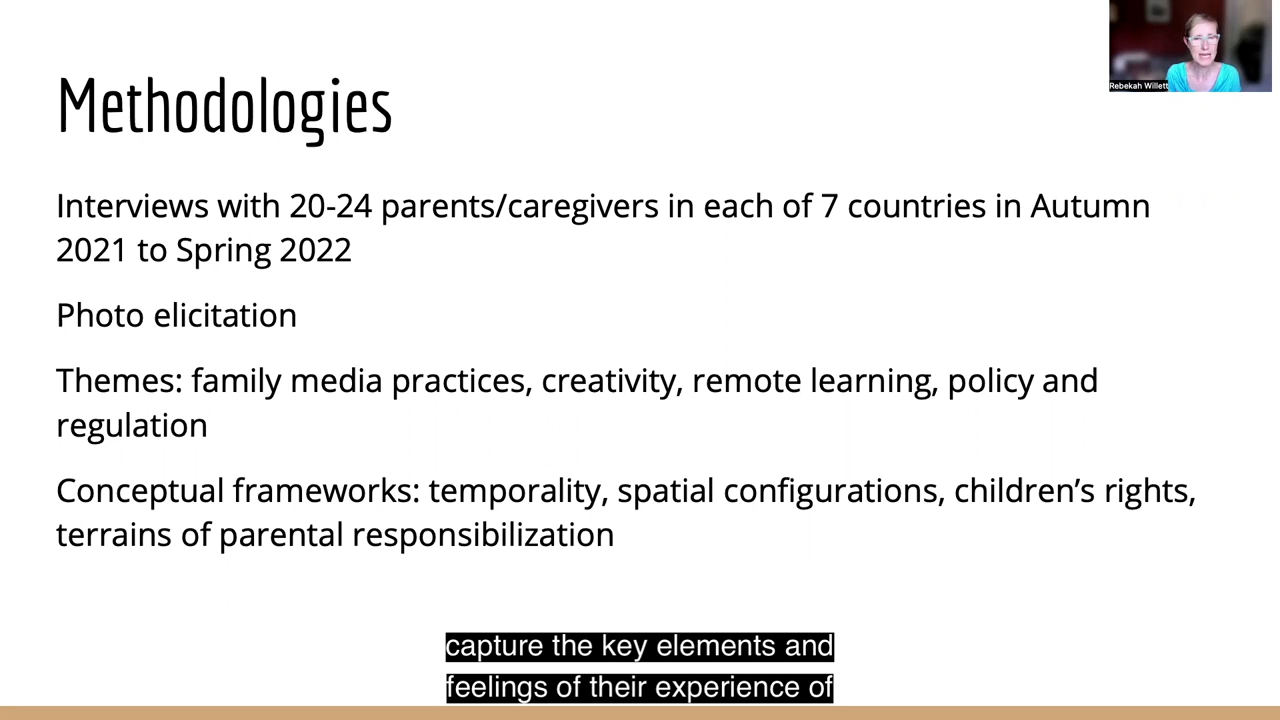 Rebekah Willett
Methodologies
Interviews with 20-24 parents/caregivers in each of 7 countries in Autumn
2021 to Spring 2022
Photo elicitation
Themes: family media practices, creativity, remote learning, policy and
regulation
Conceptual frameworks: temporality, spatial configurations, children’s rights,
terrains of parental responsibilization
capture the key elements and
feelings of their experience of